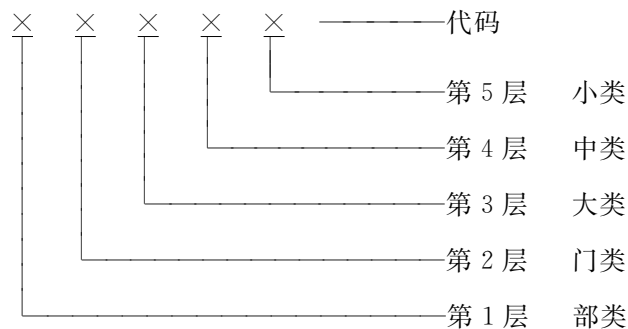 × × × × × 代码
第 5 层 小类
第 4 层 中类
第 3 层 大类
第 2 层 门类
第 1 层 部类